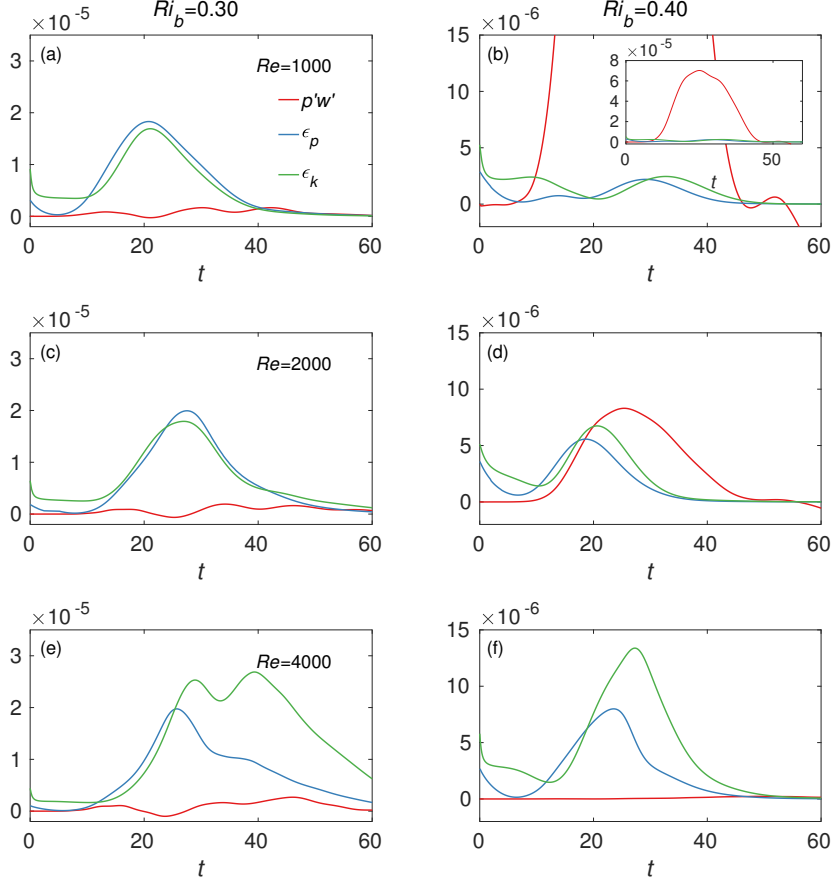 Ri_b=0.30
Ri_b=0.40
×10^-5
(a)
Re=1000
p'w'
ϵ_p
ϵ_k
3
2
1
0
0 20 40 60
t
×10^-6
(b)
15
10
5
0
0 20 40 60
t
×10^-5
8
6
4
2
0
0 50
t
×10^-5
(c)
Re=2000
3
2
1
0
0 20 40 60
t
×10^-6
(d)
15
10
5
0
0 20 40 60
t
×10^-5
(e)
Re=4000
3
2
1
0
0 20 40 60
t
×10^-6
(f)
15
10
5
0
0 20 40 60
t